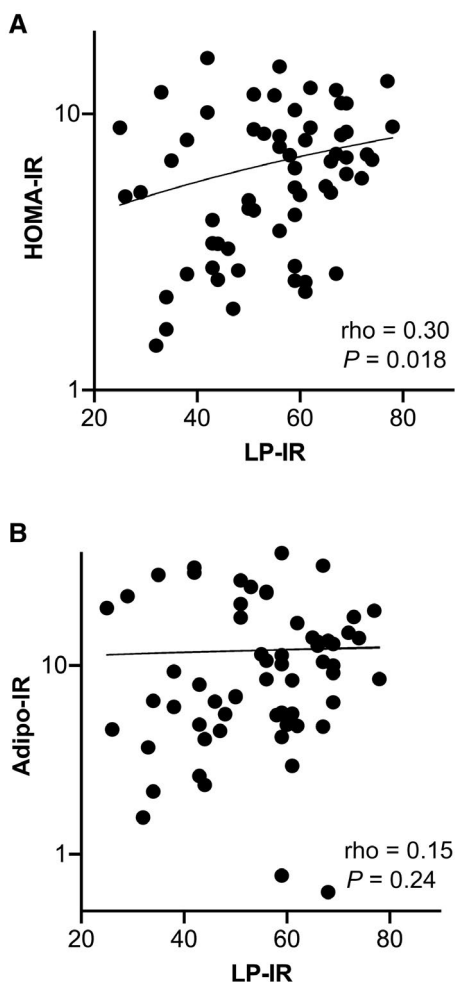 A
10
HOMA-IR
rho = 0.30
P = 0.018
1
20 40 60 80
LP-IR
B
10
Adipo-IR
1
rho = 0.15
P = 0.24
20 40 60 80
LP-IR